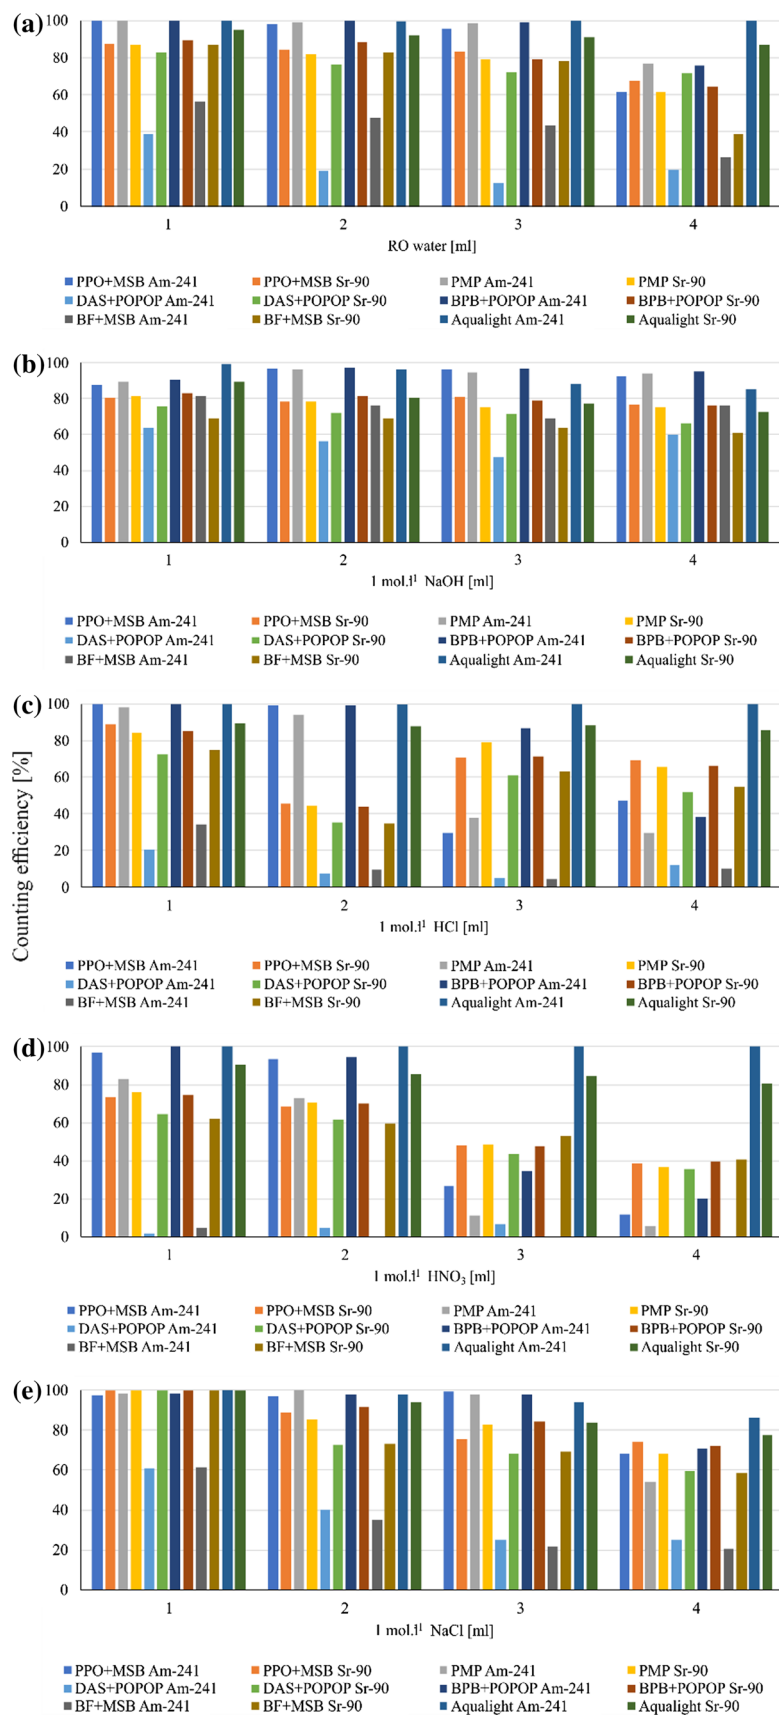 (a)
100
80
60
40
20
0
1 2 3 4
RO water [ml]
PPO+MSB Am-241 PPO+MSB Sr-90 PMP Am-241 PMP Sr-90
DAS+POPOP Am-241 DAS+POPOP Sr-90 BPB+POPOP Am-241 BPB+POPOP Sr-90
BF+MSB Am-241 BF+MSB Sr-90 Aqualight Am-241 Aqualight Sr-90
(b)
100
80
60
40
20
0
1 2 3 4
1 mol.l¹ NaOH [ml]
PPO+MSB Am-241 PPO+MSB Sr-90 PMP Am-241 PMP Sr-90
DAS+POPOP Am-241 DAS+POPOP Sr-90 BPB+POPOP Am-241 BPB+POPOP Sr-90
BF+MSB Am-241 BF+MSB Sr-90 Aqualight Am-241 Aqualight Sr-90
Counting efficiency [%]
(c)
100
80
60
40
20
0
1 2 3 4
1 mol.l¹ HCl [ml]
PPO+MSB Am-241 PPO+MSB Sr-90 PMP Am-241 PMP Sr-90
DAS+POPOP Am-241 DAS+POPOP Sr-90 BPB+POPOP Am-241 BPB+POPOP Sr-90
BF+MSB Am-241 BF+MSB Sr-90 Aqualight Am-241 Aqualight Sr-90
(d)
100
80
60
40
20
0
1 2 3 4
1 mol.l¹ HNO₃ [ml]
PPO+MSB Am-241 PPO+MSB Sr-90 PMP Am-241 PMP Sr-90
DAS+POPOP Am-241 DAS+POPOP Sr-90 BPB+POPOP Am-241 BPB+POPOP Sr-90
BF+MSB Am-241 BF+MSB Sr-90 Aqualight Am-241 Aqualight Sr-90
(e)
100
80
60
40
20
0
1 2 3 4
1 mol.l¹ NaCl [ml]
PPO+MSB Am-241 PPO+MSB Sr-90 PMP Am-241 PMP Sr-90
DAS+POPOP Am-241 DAS+POPOP Sr-90 BPB+POPOP Am-241 BPB+POPOP Sr-90
BF+MSB Am-241 BF+MSB Sr-90 Aqualight Am-241 Aqualight Sr-90